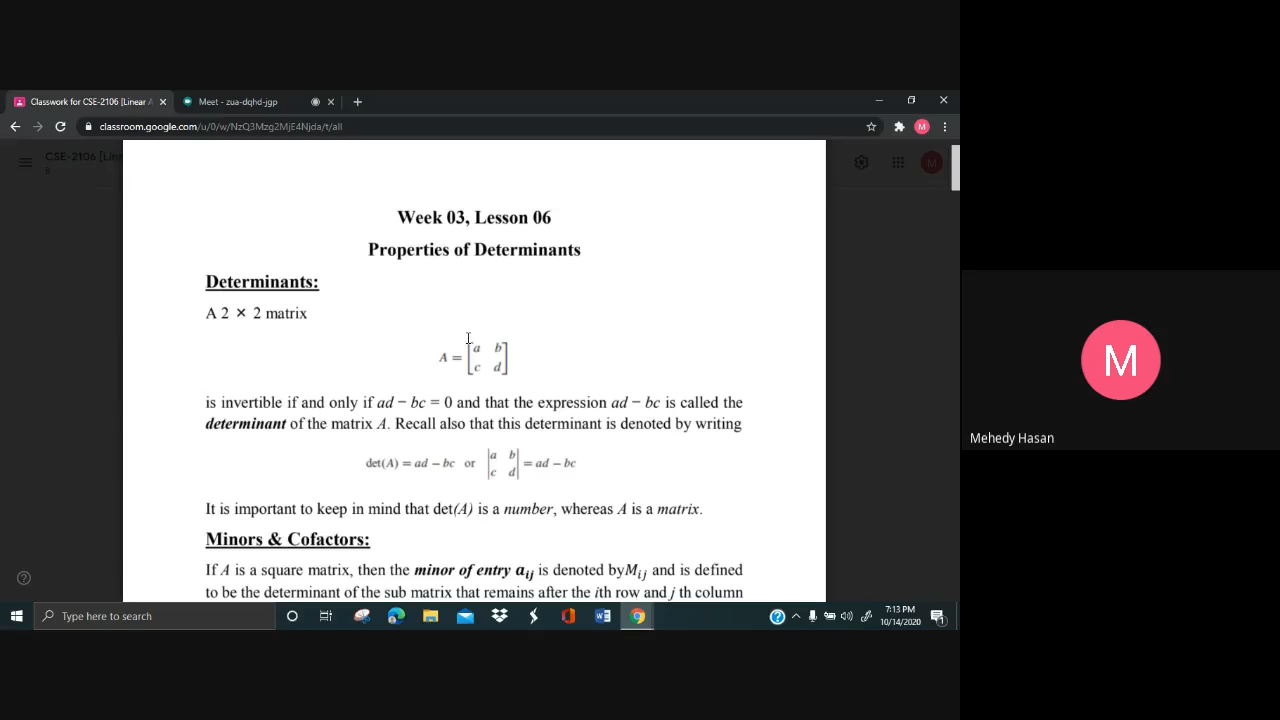 Classwork for CSE-2106 [Linear A
Meet - zua-dqhd-jgp
classroom.google.com/u/0/w/NzQ3Mzg2MjE4Njda/t/all
CSE-2106 [Lin
B
M
M
Week 03, Lesson 06
Properties of Determinants
Determinants:
A 2 × 2 matrix
A = [a b
c d]
is invertible if and only if ad − bc = 0 and that the expression ad − bc is called the
determinant of the matrix A. Recall also that this determinant is denoted by writing
det(A) = ad − bc or |a b
c d| = ad − bc
It is important to keep in mind that det(A) is a number, whereas A is a matrix.
Minors & Cofactors:
If A is a square matrix, then the minor of entry aij is denoted byMij and is defined
to be the determinant of the sub matrix that remains after the ith row and j th column
M
Mehedy Hasan
Type here to search
7:13 PM
10/14/2020
1